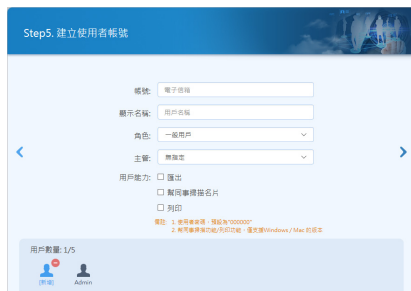 Step5. 建立使用者帳號
帳號: 電子信箱
顯示名稱: 用戶名稱
角色: 一般用戶
主管: 無指定
用戶能力: 匯出
幫同事掃描名片
列印
備註: 1. 使用者密碼，預設為"000000"
2. 幫同事掃描功能/列印功能，僅支援Windows / Mac 的版本
用戶數量: 1/5
[新增] Admin